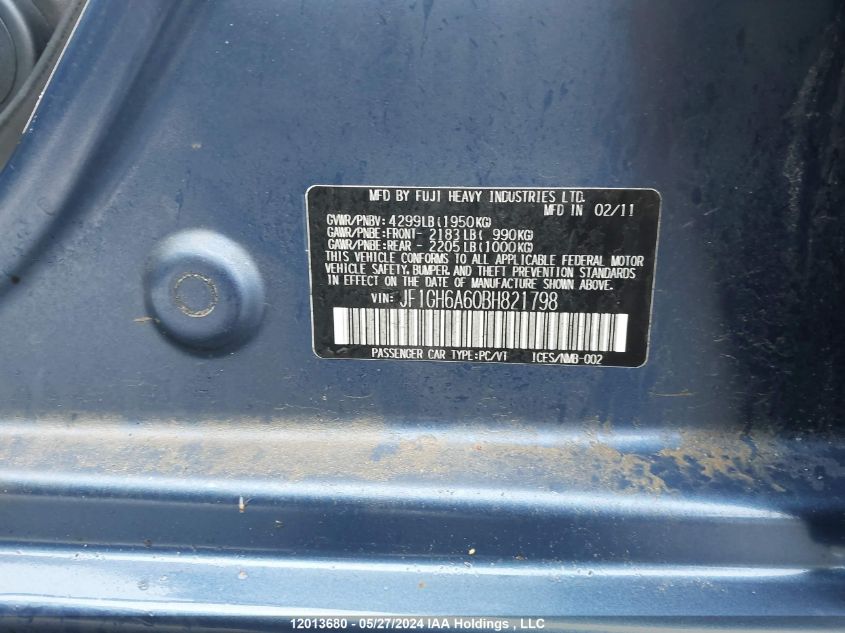 MFD BY FUJI HEAVY INDUSTRIES LTD.
MFD IN 02/11
GVWR/PNBV: 4299LB(1950KG)
GAWR/PNBE:FRONT- 2183LB( 990KG)
GAWR/PNBE:REAR - 2205LB(1000KG)
THIS VEHICLE CONFORMS TO ALL APPLICABLE FEDERAL MOTOR
VEHICLE SAFETY, BUMPER, AND THEFT PREVENTION STANDARDS
IN EFFECT ON THE DATE OF MANUFACTURE SHOWN ABOVE.
VIN: JF1GH6A60BH821798
PASSENGER CAR TYPE:PC/VT ICES/NMB-002
12013680 - 05/27/2024 IAA Holdings , LLC